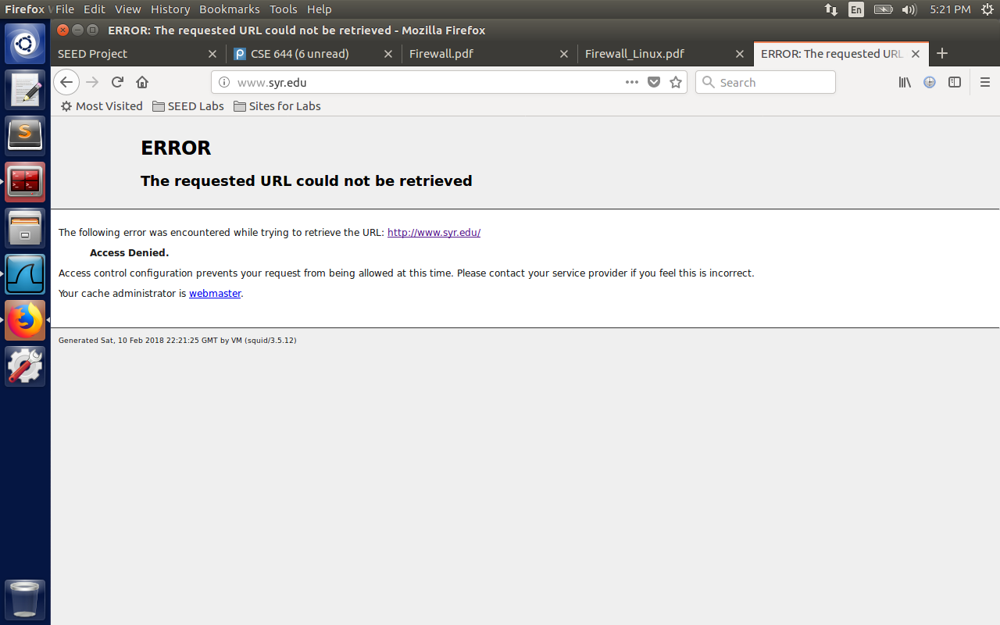 Firefox W File Edit View History Bookmarks Tools Help En 5:21 PM
ERROR: The requested URL could not be retrieved - Mozilla Firefox
SEED Project CSE 644 (6 unread) Firewall.pdf Firewall_Linux.pdf ERROR: The requested URL
www.syr.edu Search
Most Visited SEED Labs Sites for Labs
ERROR
The requested URL could not be retrieved
The following error was encountered while trying to retrieve the URL: http://www.syr.edu/
Access Denied.
Access control configuration prevents your request from being allowed at this time. Please contact your service provider if you feel this is incorrect.
Your cache administrator is webmaster.
Generated Sat, 10 Feb 2018 22:21:25 GMT by VM (squid/3.5.12)